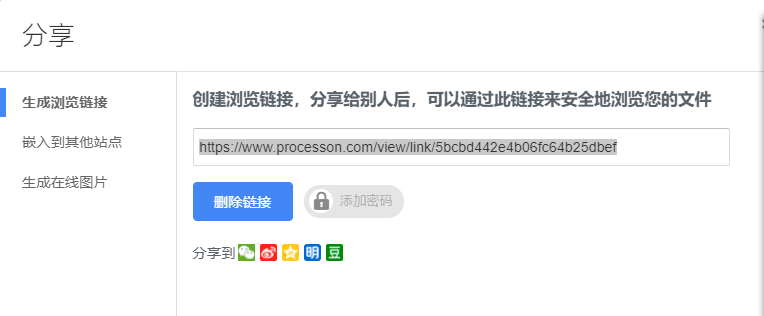 分享
生成浏览链接
嵌入到其他站点
生成在线图片
创建浏览链接，分享给别人后，可以通过此链接来安全地浏览您的文件
https://www.processon.com/view/link/5bcbd442e4b06fc64b25dbef
删除链接
添加密码
分享到 明 豆